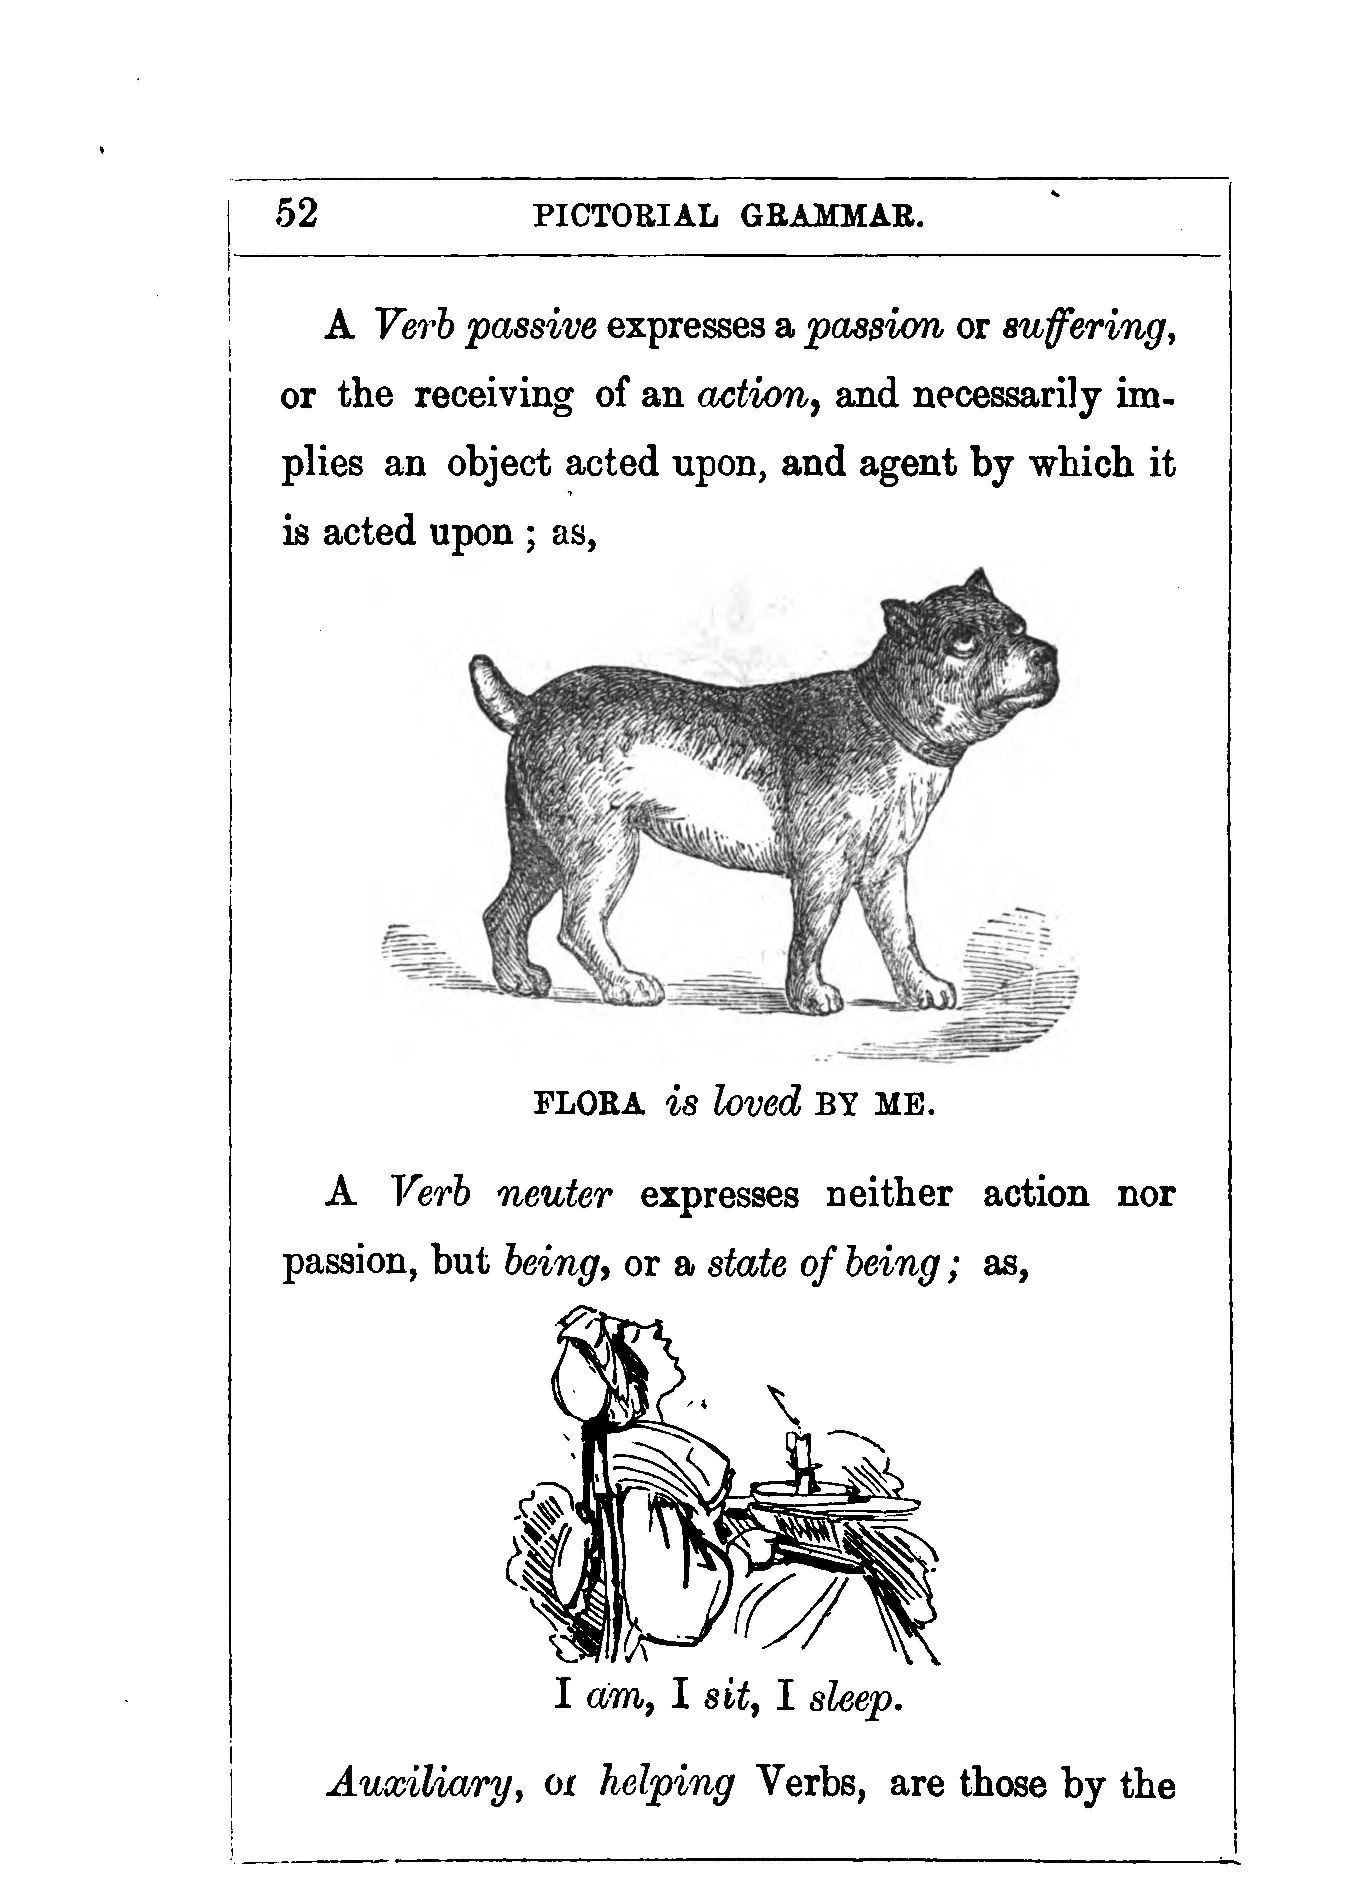 52 PICTORIAL GRAMMAR.
A Verb passive expresses a passion or suffering,
or the receiving of an action, and necessarily im-
plies an object acted upon, and agent by which it
is acted upon ; as,
FLORA is loved BY ME.
A Verb neuter expresses neither action nor
passion, but being, or a state of being ; as,
I am, I sit, I sleep.
Auxiliary, or helping Verbs, are those by the